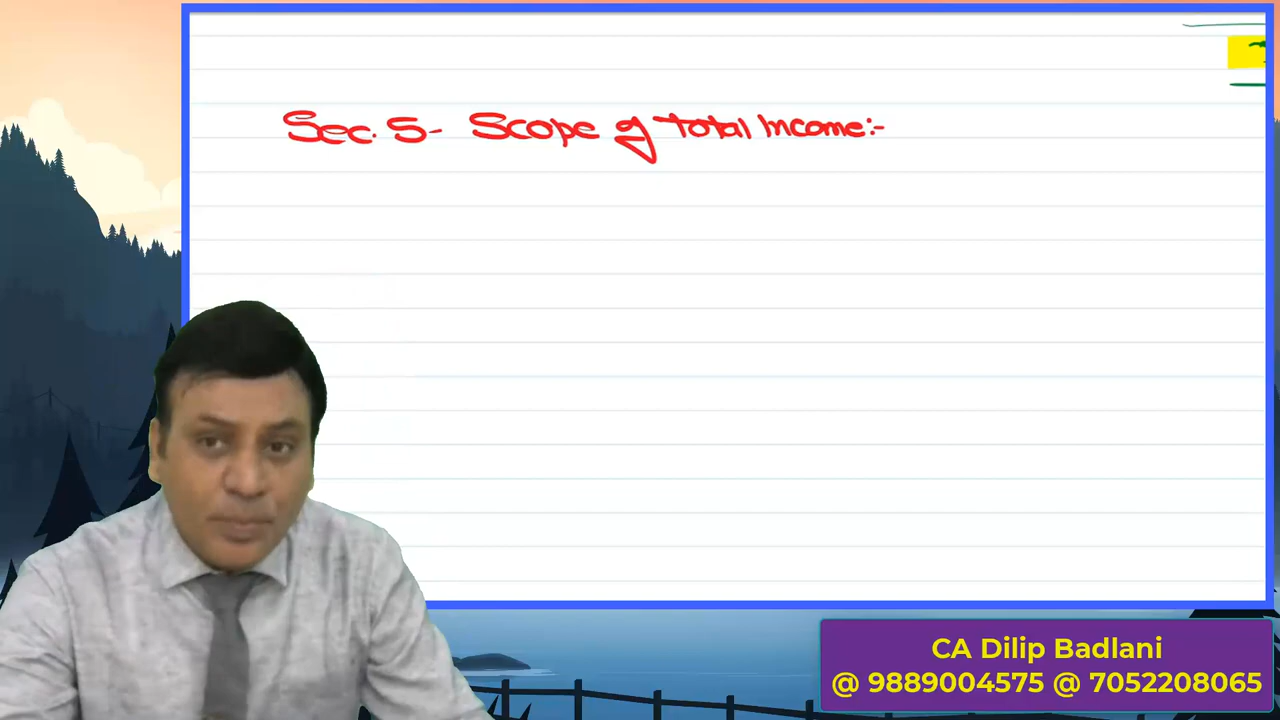 Sec. 5- Scope of Total Income:-
CA Dilip Badlani
@ 9889004575 @ 7052208065